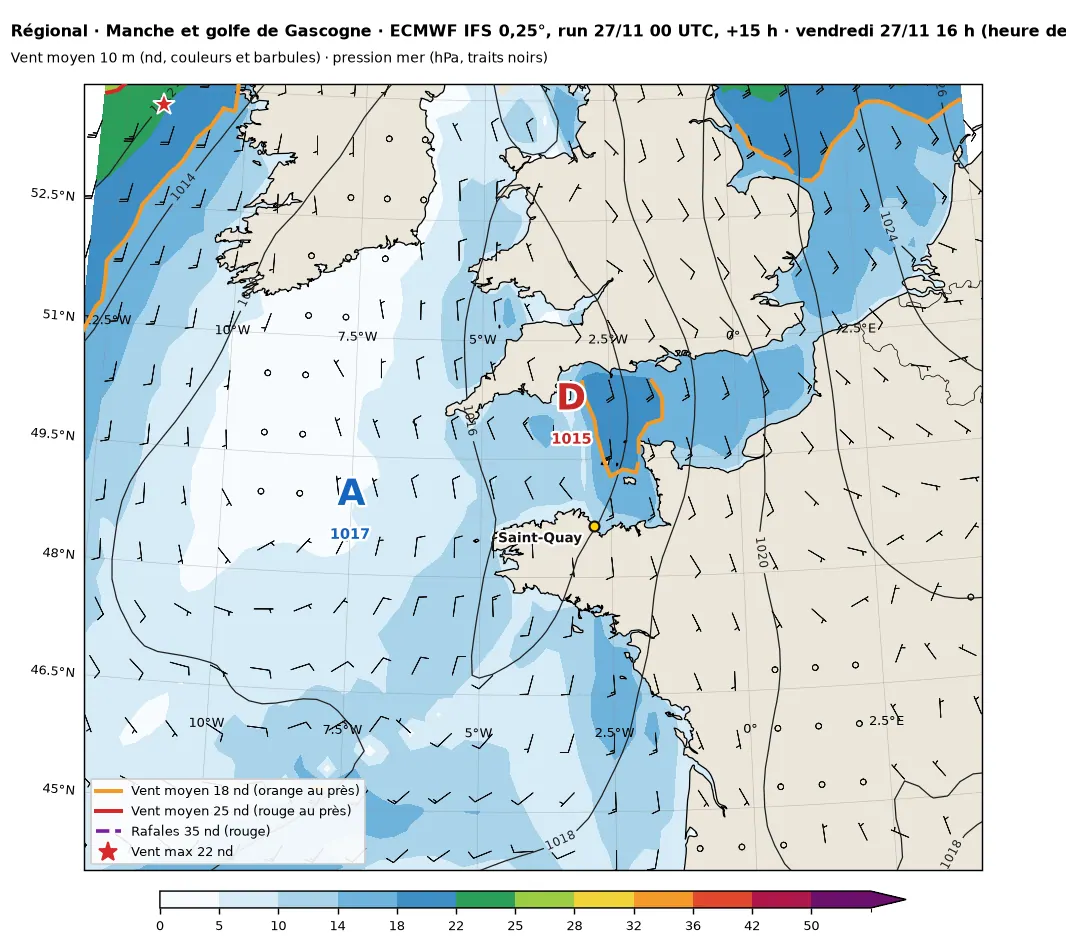 Régional · Manche et golfe de Gascogne · ECMWF IFS 0,25°, run 27/11 00 UTC, +15 h · vendredi 27/11 16 h (heure de
Vent moyen 10 m (nd, couleurs et barbules) · pression mer (hPa, traits noirs)
1026
52.5°N
1014
1024
51°N
2.5°W
10°W
7.5°W
5°W
2.5°W
0°
2.5°E
D
1015
1016
49.5°N
A
1017
Saint-Quay
48°N
1020
46.5°N
10°W
7.5°W
5°W
2.5°W
0°
2.5°E
45°N
Vent moyen 18 nd (orange au près)
Vent moyen 25 nd (rouge au près)
Rafales 35 nd (rouge)
Vent max 22 nd
1018
1018
0 5 10 14 18 22 25 28 32 36 42 50